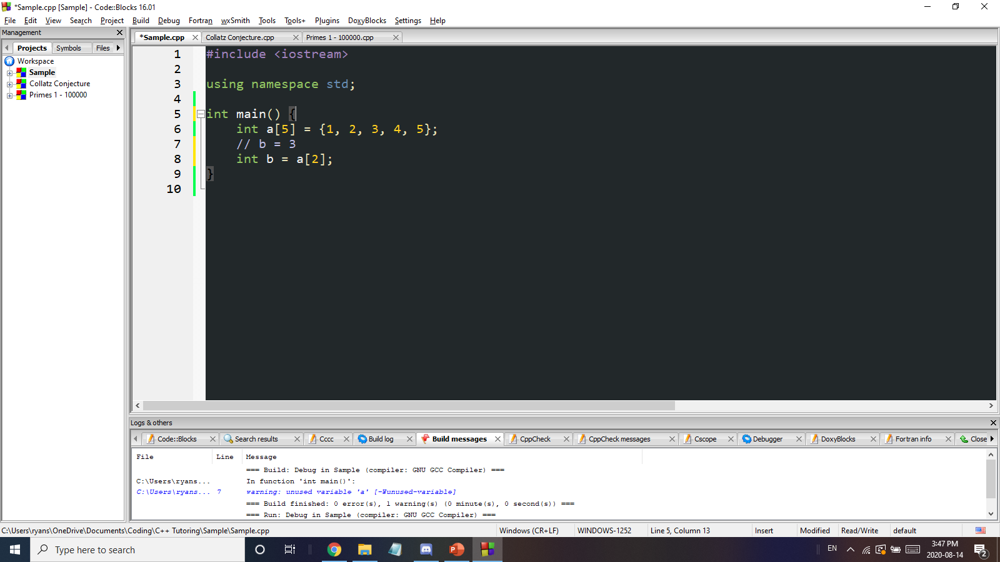 *Sample.cpp [Sample] - Code::Blocks 16.01
File Edit View Search Project Build Debug Fortran wxSmith Tools Tools+ Plugins DoxyBlocks Settings Help
Management
Projects Symbols Files
Workspace
Sample
Collatz Conjecture
Primes 1 - 100000
*Sample.cpp Collatz Conjecture.cpp Primes 1 - 100000.cpp
1 #include <iostream>
2
3 using namespace std;
4
5 int main() {
6 int a[5] = {1, 2, 3, 4, 5};
7 // b = 3
8 int b = a[2];
9 }
10
Logs & others
Code::Blocks Search results Cccc Build log Build messages CppCheck CppCheck messages Cscope Debugger DoxyBlocks Fortran info Close
File Line Message
=== Build: Debug in Sample (compiler: GNU GCC Compiler) ===
C:\Users\ryans... In function 'int main()':
C:\Users\ryans... 7 warning: unused variable 'a' [-Wunused-variable]
=== Build finished: 0 error(s), 1 warning(s) (0 minute(s), 0 second(s)) ===
=== Run: Debug in Sample (compiler: GNU GCC Compiler) ===
C:\Users\ryans\OneDrive\Documents\Coding\C++ Tutoring\Sample\Sample.cpp Windows (CR+LF) WINDOWS-1252 Line 5, Column 13 Insert Modified Read/Write default
Type here to search
EN
3:47 PM
2020-08-14
2